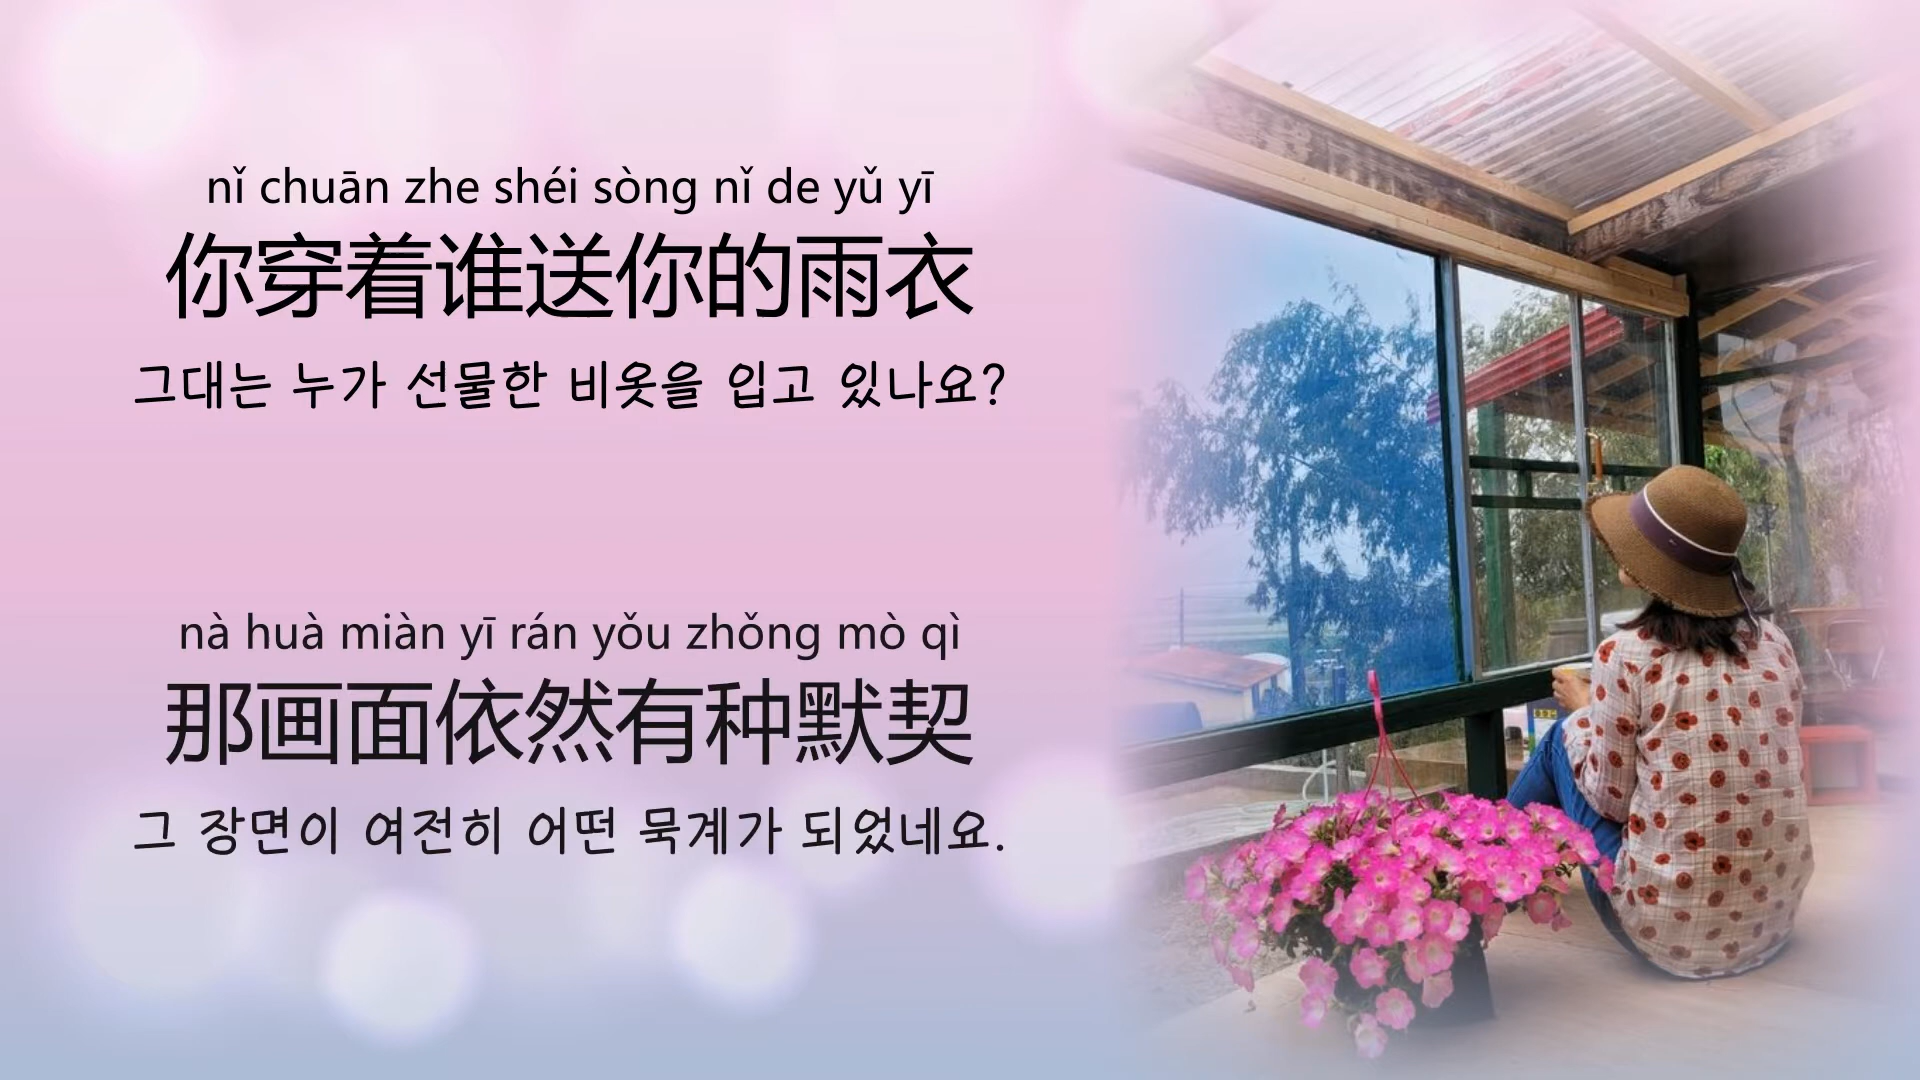 nǐ chuān zhe shéi sòng nǐ de yǔ yī
你穿着谁送你的雨衣
그대는 누가 선물한 비옷을 입고 있나요?
nà huà miàn yī rán yǒu zhǒng mò qì
那画面依然有种默契
그 장면이 여전히 어떤 묵계가 되었네요.